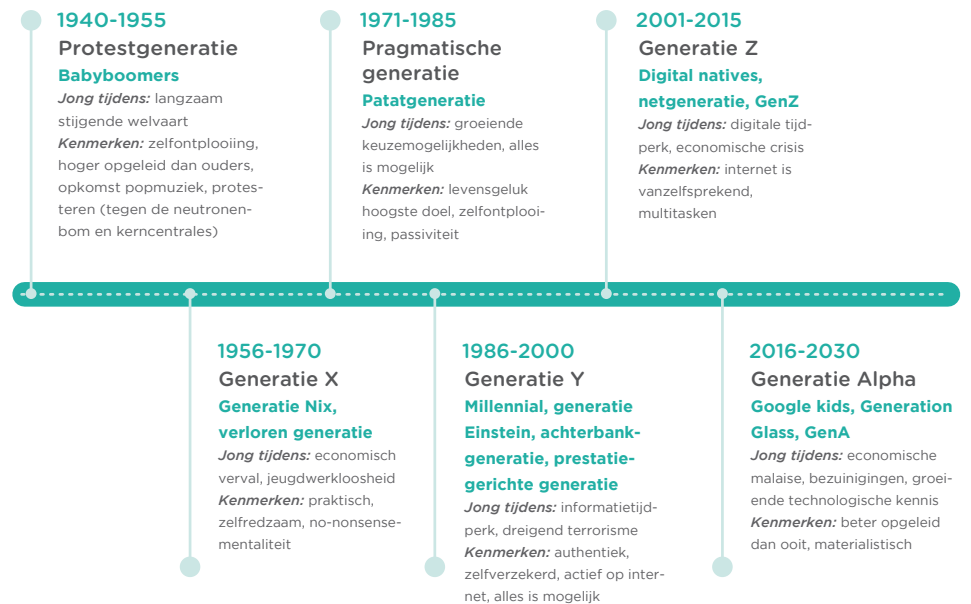 1940-1955
Protestgeneratie
Babyboomers
Jong tijdens: langzaam
stijgende welvaart
Kenmerken: zelfontplooiing,
hoger opgeleid dan ouders,
opkomst popmuziek, protes-
teren (tegen de neutronen-
bom en kerncentrales)
1971-1985
Pragmatische
generatie
Patatgeneratie
Jong tijdens: groeiende
keuzemogelijkheden, alles
is mogelijk
Kenmerken: levensgeluk
hoogste doel, zelfontplooi-
ing, passiviteit
2001-2015
Generatie Z
Digital natives,
netgeneratie, GenZ
Jong tijdens: digitale tijd-
perk, economische crisis
Kenmerken: internet is
vanzelfsprekend,
multitasken
1956-1970
Generatie X
Generatie Nix,
verloren generatie
Jong tijdens: economisch
verval, jeugdwerkloosheid
Kenmerken: praktisch,
zelfredzaam, no-nonsense-
mentaliteit
1986-2000
Generatie Y
Millennial, generatie
Einstein, achterbank-
generatie, prestatie-
gerichte generatie
Jong tijdens: informatietijd-
perk, dreigend terrorisme
Kenmerken: authentiek,
zelfverzekerd, actief op inter-
net, alles is mogelijk
2016-2030
Generatie Alpha
Google kids, Generation
Glass, GenA
Jong tijdens: economische
malaise, bezuinigingen, groei-
ende technologische kennis
Kenmerken: beter opgeleid
dan ooit, materialistisch